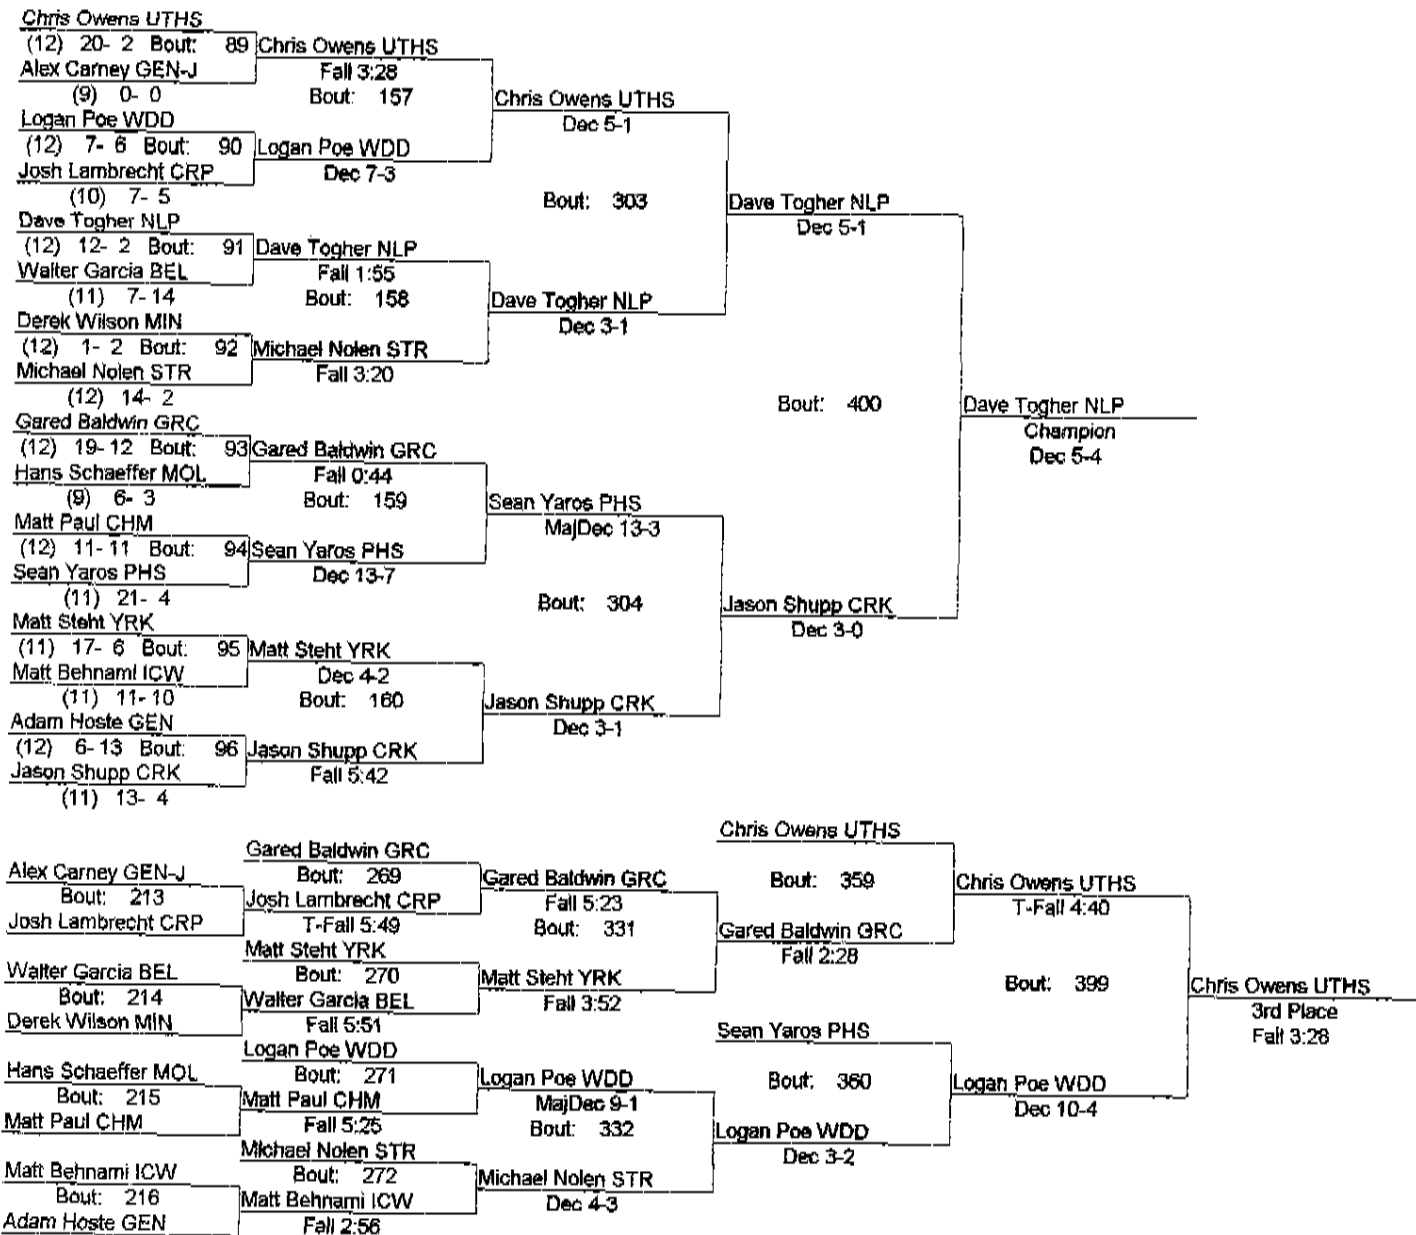 Chris Owens UTHS
(12) 20- 2 Bout: 89 Chris Owens UTHS
Alex Carney GEN-J Fall 3:28
(9) 0- 0 Bout: 157 Chris Owens UTHS
Logan Poe WDD Dec 5-1
(12) 7- 6 Bout: 90 Logan Poe WDD
Josh Lambrecht CRP Dec 7-3
(10) 7- 5 Bout: 303 Dave Togher NLP
Dave Togher NLP Dec 5-1
(12) 12- 2 Bout: 91 Dave Togher NLP
Walter Garcia BEL Fall 1:55
(11) 7- 14 Bout: 158 Dave Togher NLP
Derek Wilson MIN Dec 3-1
(12) 1- 2 Bout: 92 Michael Nolen STR
Michael Nolen STR Fall 3:20
(12) 14- 2 Bout: 400 Dave Togher NLP
Gared Baldwin GRC Champion
(12) 19- 12 Bout: 93 Gared Baldwin GRC Dec 5-4
Hans Schaeffer MOL Fall 0:44
(9) 6- 3 Bout: 159 Sean Yaros PHS
Matt Paul CHM MajDec 13-3
(12) 11- 11 Bout: 94 Sean Yaros PHS
Sean Yaros PHS Dec 13-7
(11) 21- 4 Bout: 304 Jason Shupp CRK
Matt Steht YRK Dec 3-0
(11) 17- 6 Bout: 95 Matt Steht YRK
Matt Behnami ICW Dec 4-2
(11) 11- 10 Bout: 160 Jason Shupp CRK
Adam Hoste GEN Dec 3-1
(12) 6- 13 Bout: 96 Jason Shupp CRK
Jason Shupp CRK Fall 5:42
(11) 13- 4
Chris Owens UTHS
Gared Baldwin GRC
Alex Carney GEN-J Bout: 269 Gared Baldwin GRC Bout: 359 Chris Owens UTHS
Bout: 213 Josh Lambrecht CRP Fall 5:23 T-Fall 4:40
Josh Lambrecht CRP T-Fall 5:49 Bout: 331 Gared Baldwin GRC
Matt Steht YRK Fall 2:28
Walter Garcia BEL Bout: 270 Matt Steht YRK Bout: 399 Chris Owens UTHS
Bout: 214 Walter Garcia BEL Fall 3:52 3rd Place
Derek Wilson MIN Fall 5:51 Sean Yaros PHS Fall 3:28
Logan Poe WDD
Hans Schaeffer MOL Bout: 271 Logan Poe WDD Bout: 360 Logan Poe WDD
Bout: 215 Matt Paul CHM MajDec 9-1 Dec 10-4
Matt Paul CHM Fall 5:25 Bout: 332 Logan Poe WDD
Michael Nolen STR Dec 3-2
Matt Behnami ICW Bout: 272 Michael Nolen STR
Bout: 216 Matt Behnami ICW Dec 4-3
Adam Hoste GEN Fall 2:56